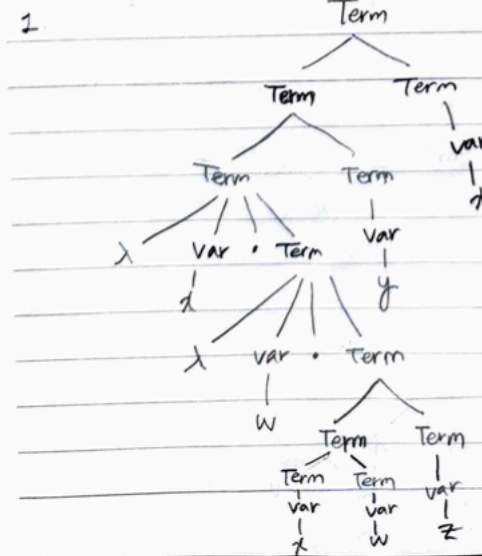 1
Term
Term Term
var
Term Term x
λ var . Term var
x y
λ var . Term
w
Term Term
Term Term var
var var z
x w